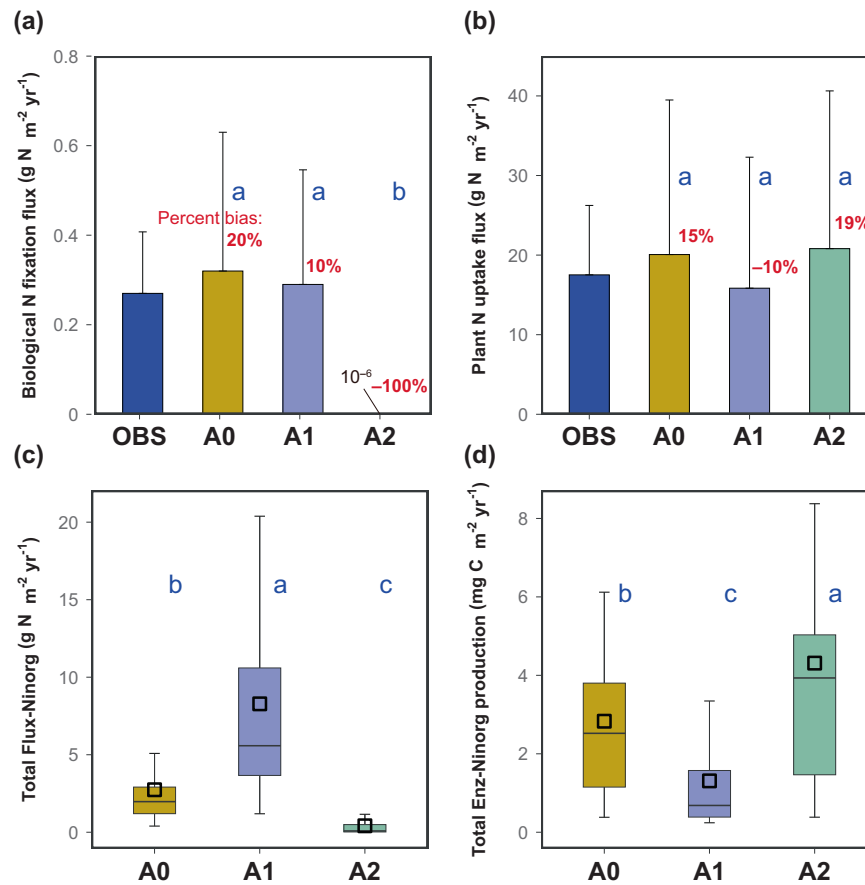 (a)
Biological N fixation flux (g N m⁻² yr⁻¹)
0.8
0.6
0.4
0.2
0
a
a
b
Percent bias:
20%
10%
10⁻⁶
–100%
OBS
A0
A1
A2
(b)
Plant N uptake flux (g N m⁻² yr⁻¹)
40
30
20
10
0
a
a
a
15%
–10%
19%
OBS
A0
A1
A2
(c)
Total Flux-Ninorg (g N m⁻² yr⁻¹)
20
15
10
5
0
b
a
c
A0
A1
A2
(d)
Total Enz-Ninorg production (mg C m⁻² yr⁻¹)
8
6
4
2
0
b
c
a
A0
A1
A2